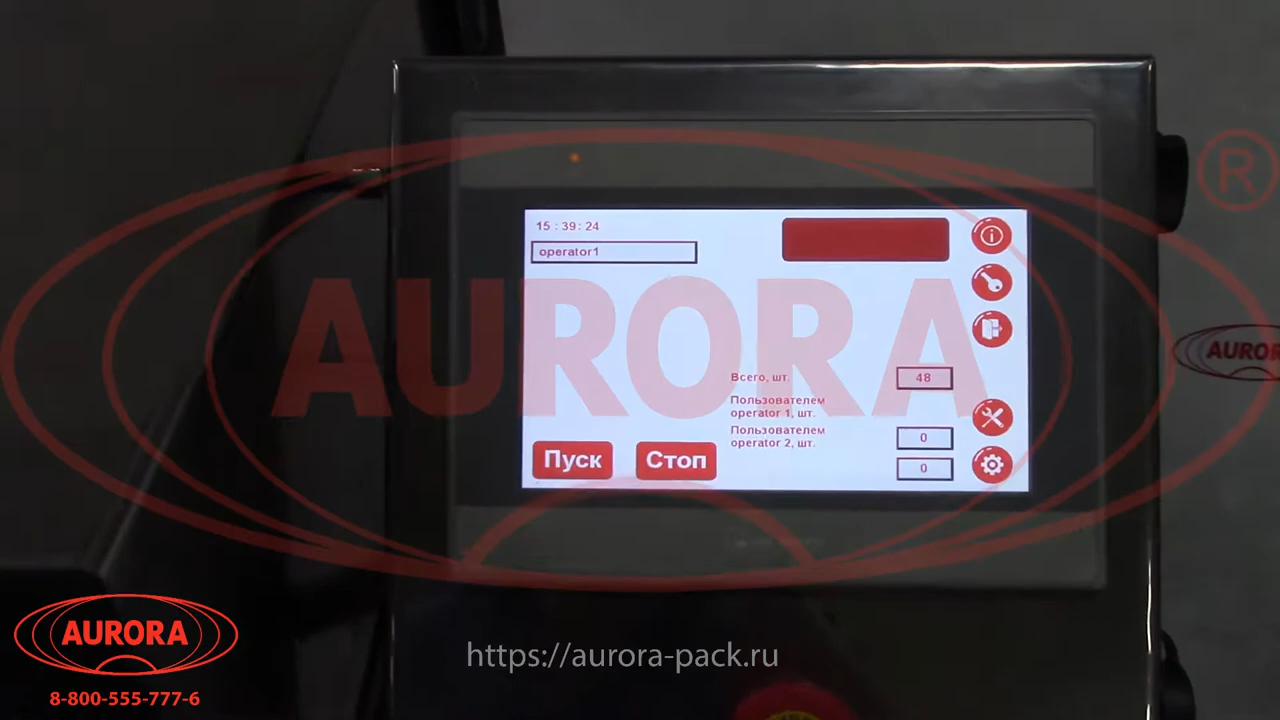 15 : 39 : 24
operator1
Всего, шт.
48
Пользователем
operator 1, шт.
0
Пользователем
operator 2, шт.
0
Пуск
Стоп
AURORA
®
AURORA
AURORA
8-800-555-777-6
https://aurora-pack.ru